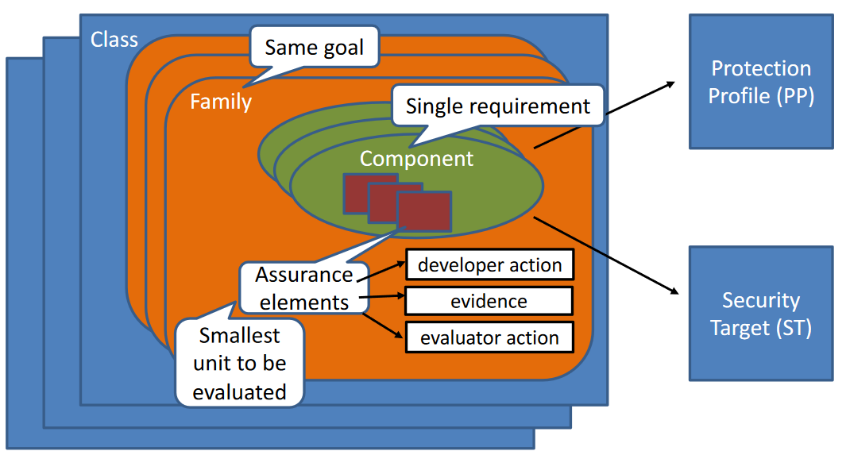 Class
Same goal
Family
Single requirement
Component
Assurance
elements
developer action
evidence
evaluator action
Smallest
unit to be
evaluated
Protection
Profile (PP)
Security
Target (ST)